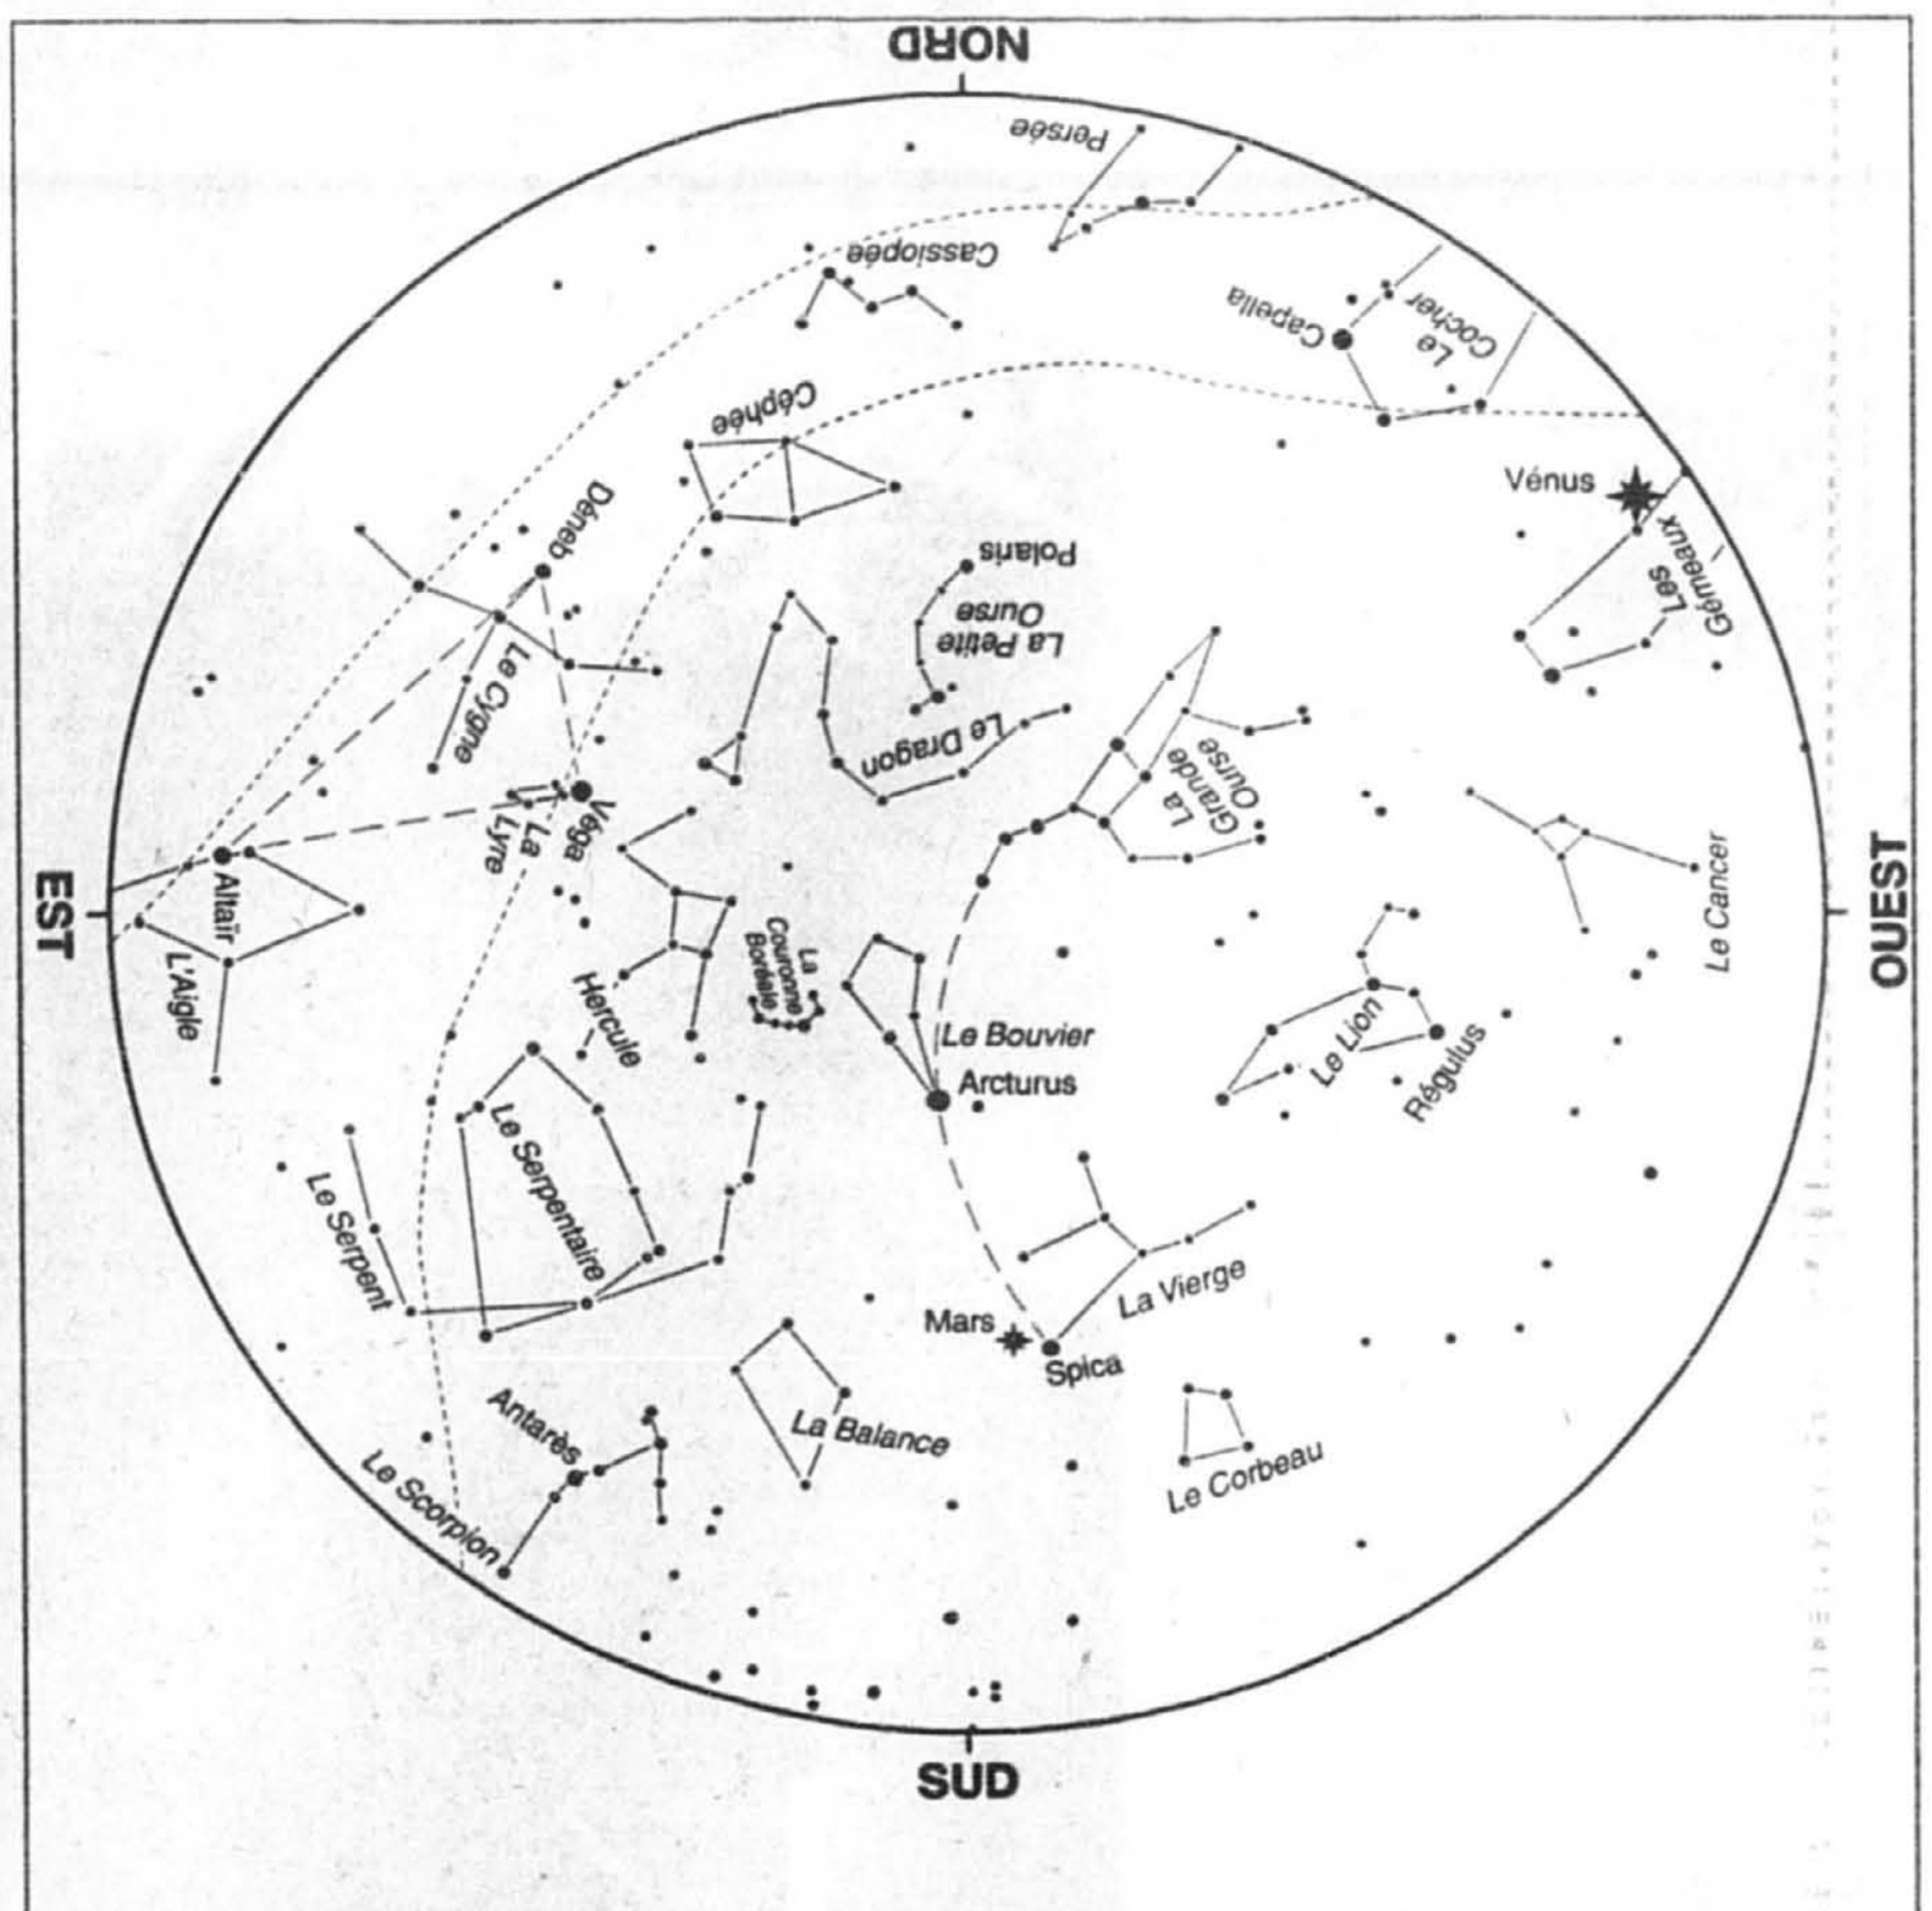 NORD
Persée
Cassiopée
Capella
Le
Cocher
Céphée
Vénus
Les
Gémeaux
Déneb
Polaris
La Petite
Ourse
Le Cygne
Le Dragon
La
Grande
Ourse
Véga
La
Lyre
Le Cancer
EST
OUEST
Altaïr
L'Aigle
Hercule
La
Couronne
Boréale
Le Bouvier
Arcturus
Le Lion
Régulus
Le Serpentaire
Le Serpent
La Vierge
Mars
Spica
Antarès
La Balance
Le Corbeau
Le Scorpion
SUD